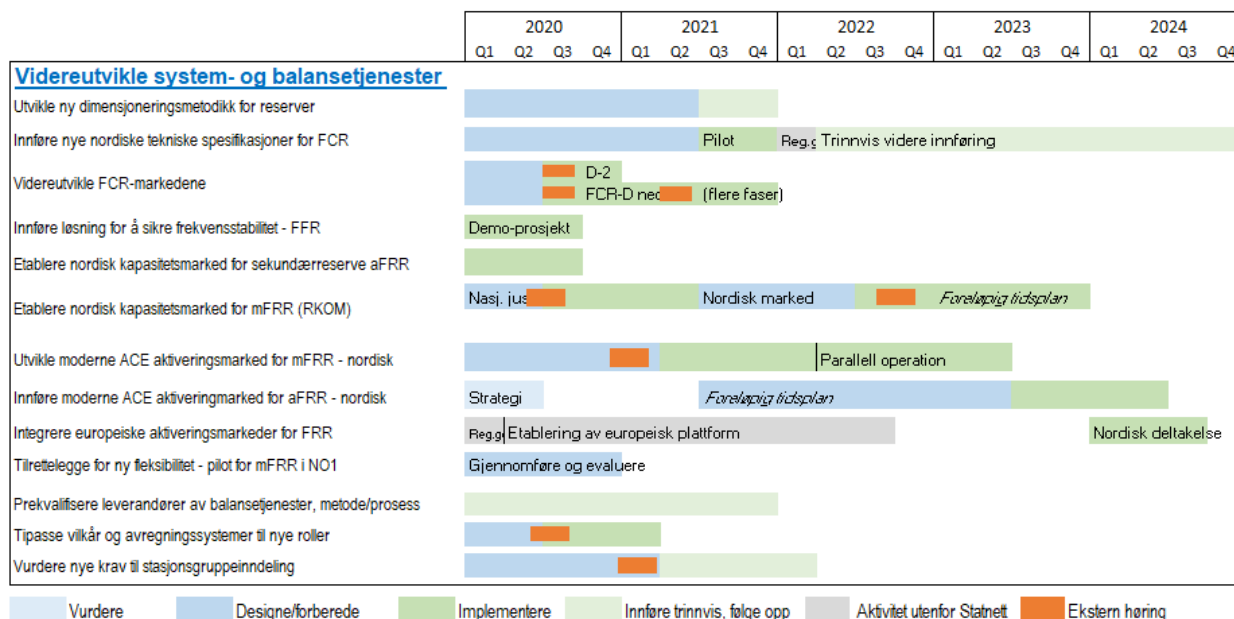 2020 2021 2022 2023 2024
Q1 Q2 Q3 Q4 Q1 Q2 Q3 Q4 Q1 Q2 Q3 Q4 Q1 Q2 Q3 Q4 Q1 Q2 Q3 Q4
Videreutvikle system- og balansetjenester
Utvikle ny dimensjoneringsmetodikk for reserver
Innføre nye nordiske tekniske spesifikasjoner for FCR Pilot Reg.g Trinnvis videre innføring
D-2
Videreutvikle FCR-markedene
FCR-D ned (flere faser)
Innføre løsning for å sikre frekvensstabilitet - FFR Demo-prosjekt
Etablere nordisk kapasitetsmarked for sekundærreserve aFRR
Etablere nordisk kapasitetsmarked for mFRR (RKOM) Nasj. jus Nordisk marked Foreløpig tidsplan
Utvikle moderne ACE aktiveringsmarked for mFRR - nordisk Parallell operation
Innføre moderne ACE aktiveringmarked for aFRR - nordisk Strategi Foreløpig tidsplan
Integrere europeiske aktiveringsmarkeder for FRR Reg.g Etablering av europeisk plattform Nordisk deltakelse
Tilrettelegge for ny fleksibilitet - pilot for mFRR i NO1 Gjennomføre og evaluere
Prekvalifisere leverandører av balansetjenester, metode/prosess
Tipasse vilkår og avregningssystemer til nye roller
Vurdere nye krav til stasjonsgruppeinndeling
Vurdere Designe/forberede Implementere Innføre trinnvis, følge opp Aktivitet utenfor Statnett Ekstern høring